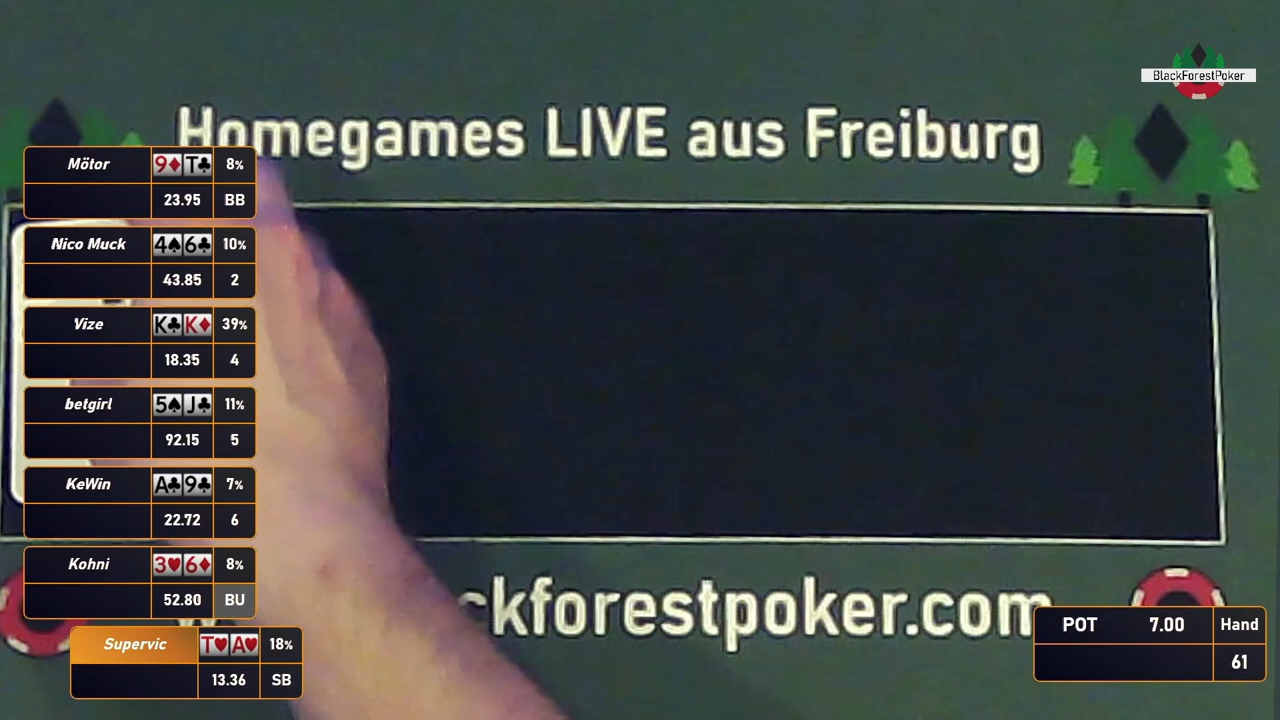 BlackForestPoker
Homegames LIVE aus Freiburg
Mötor 9♦ T♣ 8%
23.95 BB
Nico Muck 4♠ 6♣ 10%
43.85 2
Vize K♣ K♦ 39%
18.35 4
betgirl 5♠ J♣ 11%
92.15 5
KeWin A♣ 9♣ 7%
22.72 6
Kohni 3♥ 6♦ 8%
52.80 BU
ckforestpoker.com
Supervic T♥ A♥ 18%
13.36 SB
POT 7.00 Hand
61